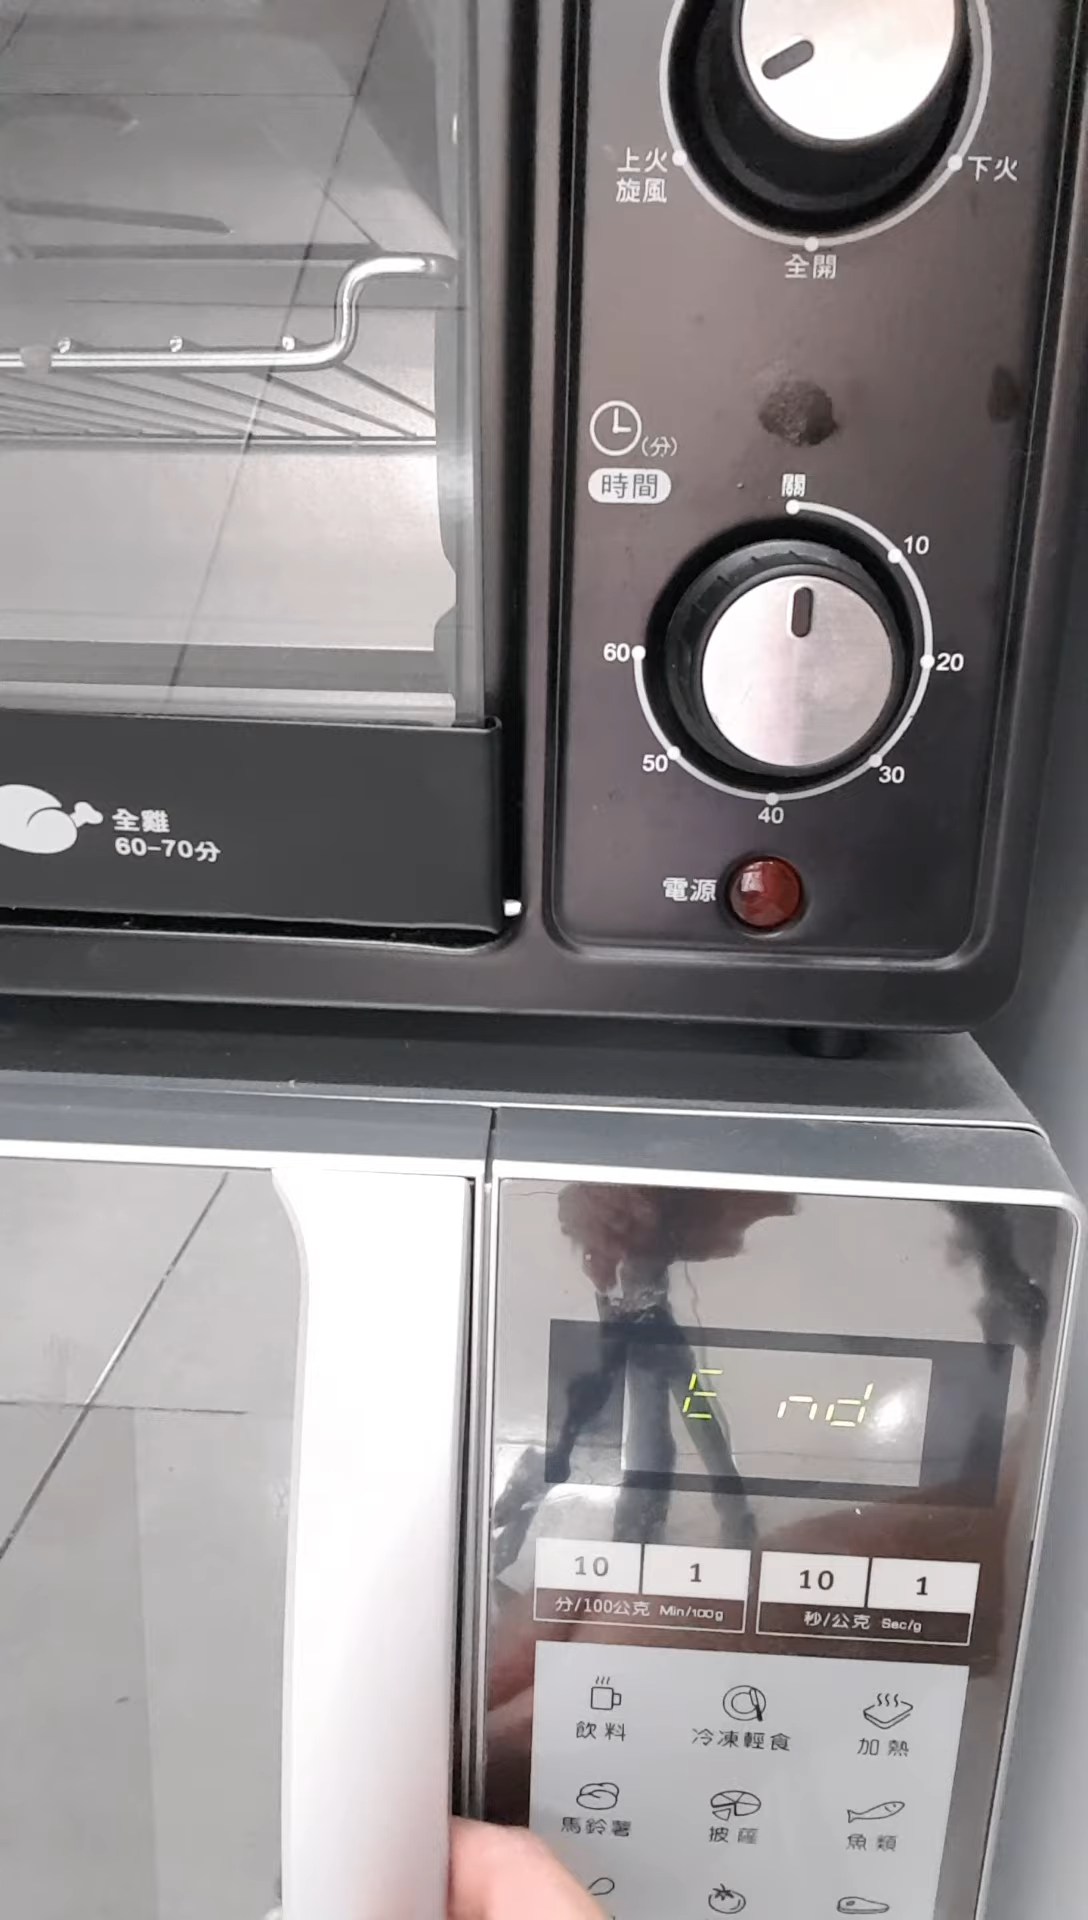 上火
旋風
下火
全開
(分)
時間
關
10
20
30
40
50
60
全雞
60-70分
電源
E nd
10 1 10 1
分/100公克 Min/100g 秒/公克 Sec/g
飲料 冷凍輕食 加熱
馬鈴薯 披薩 魚類